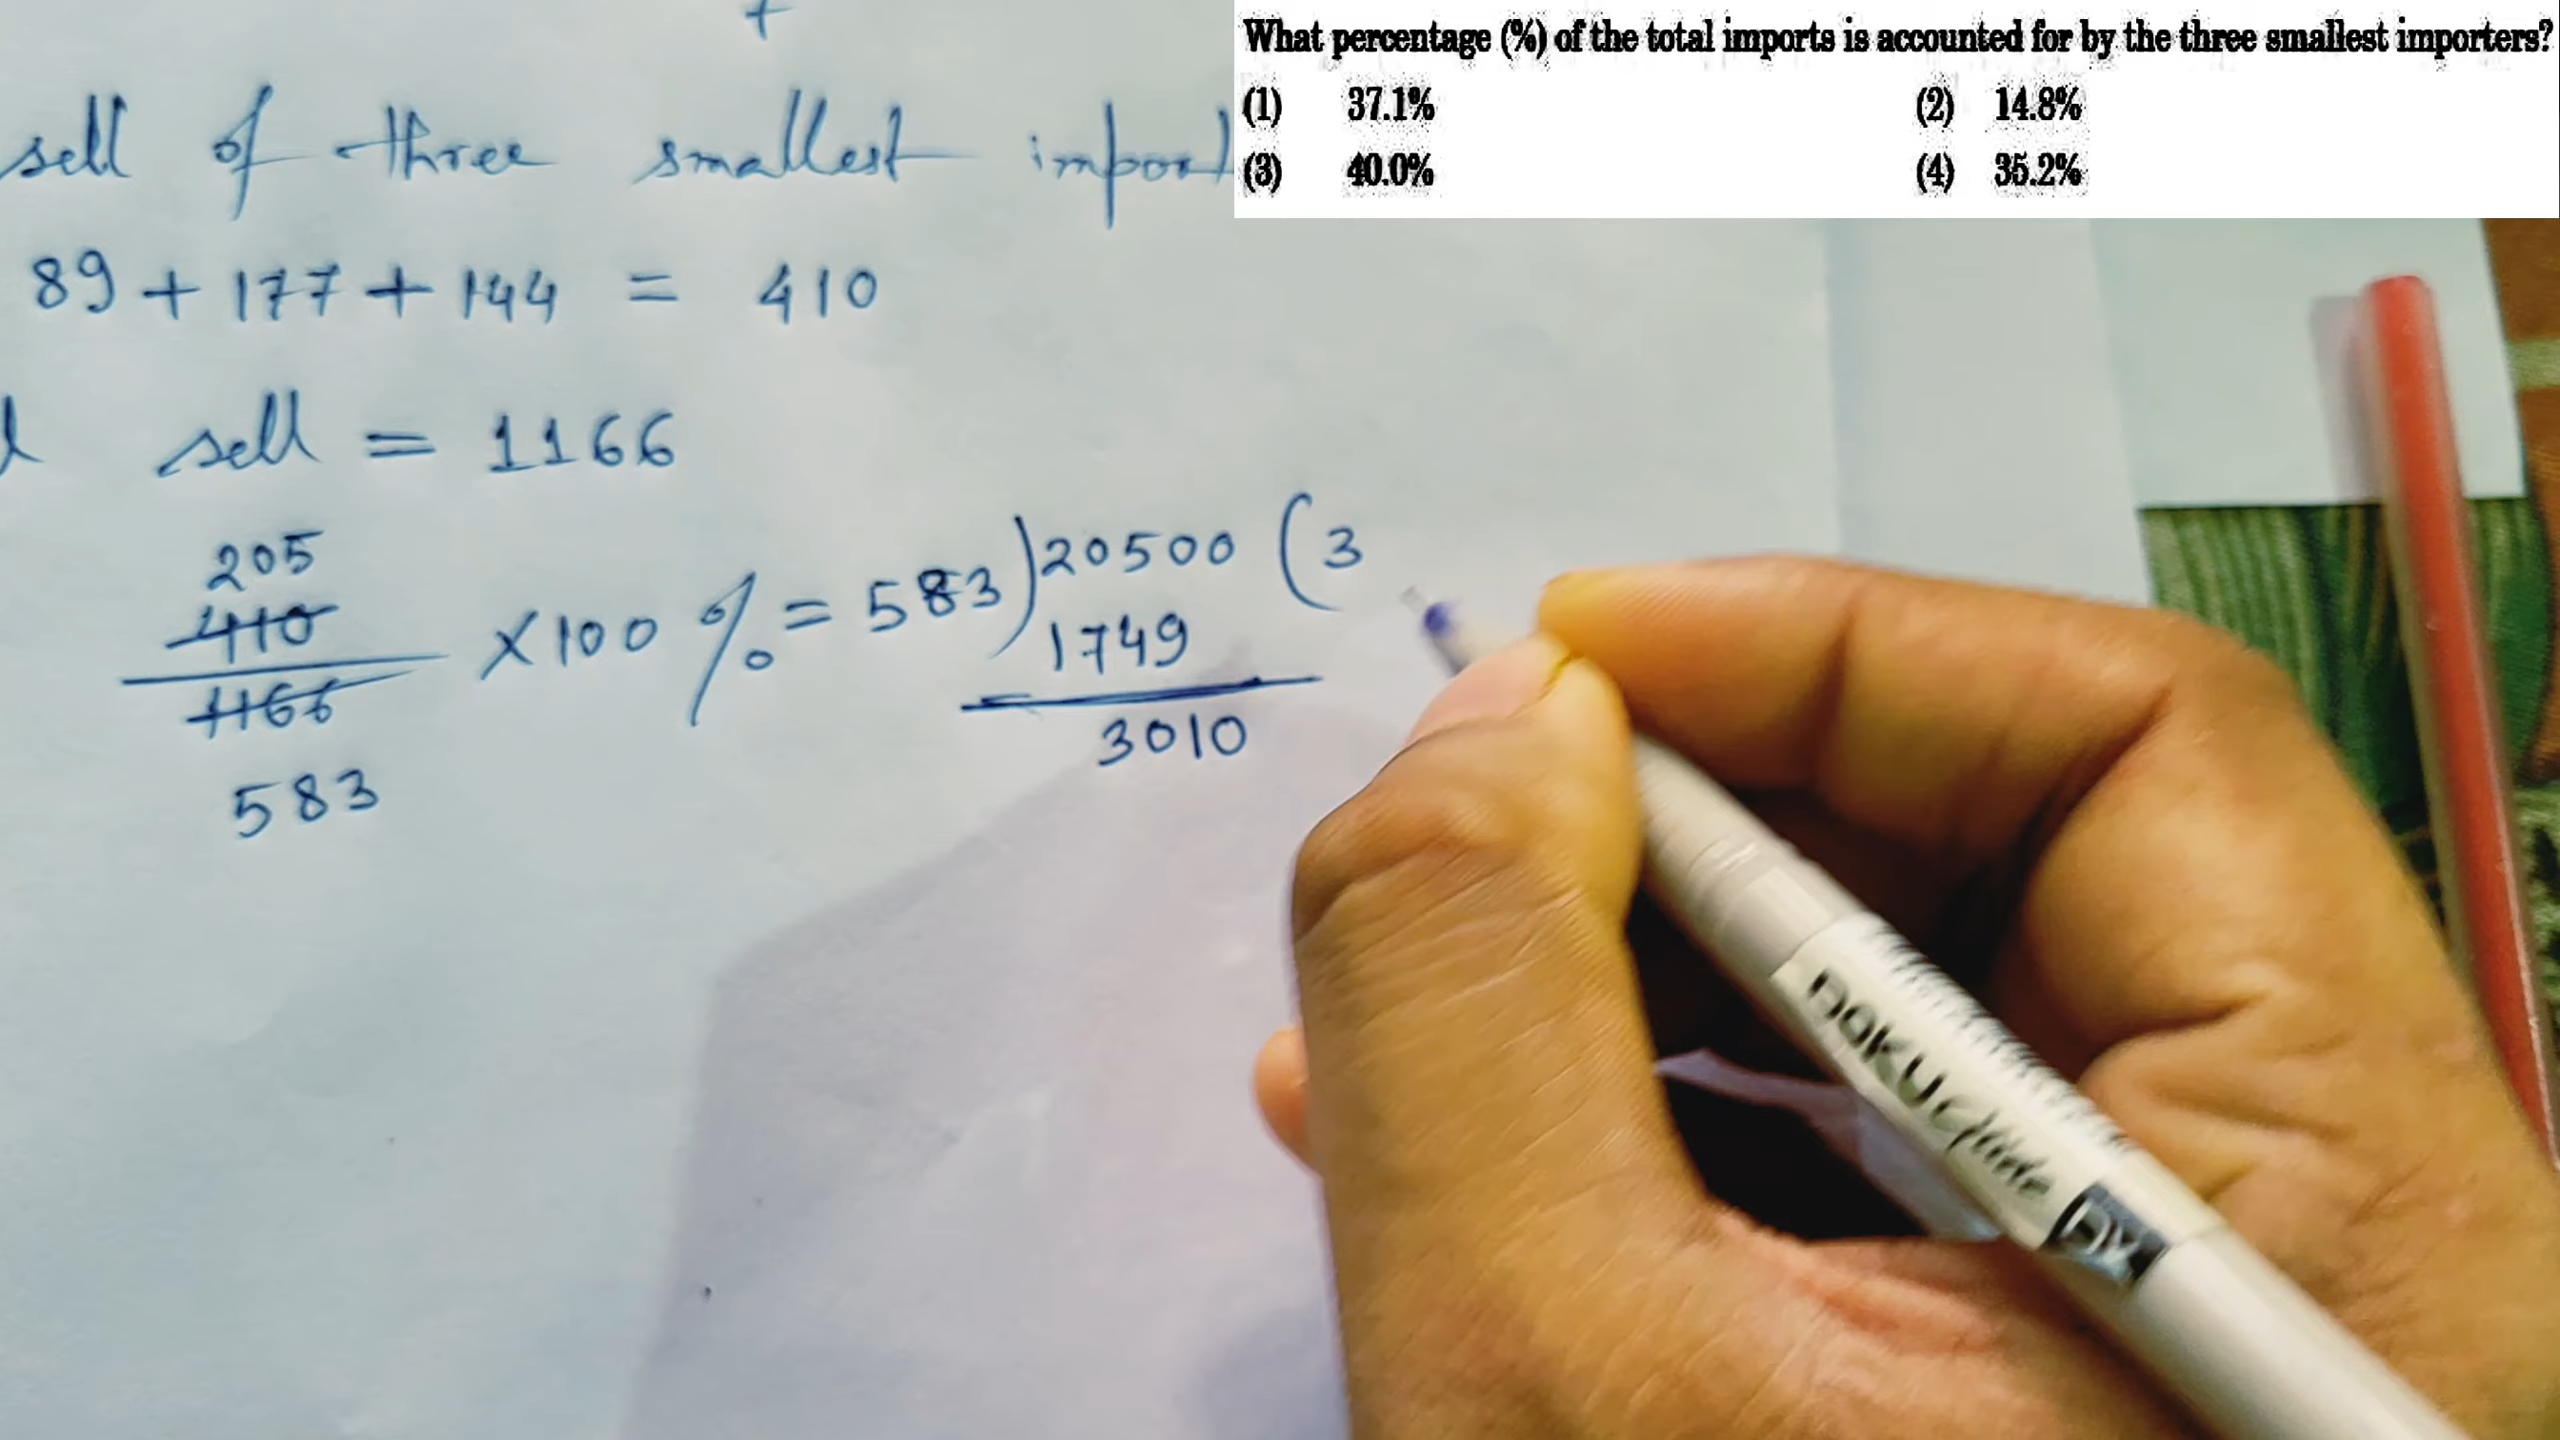 What percentage (%) of the total imports is accounted for by the three smallest importers?
(1) 37.1% (2) 14.8%
(3) 40.0% (4) 35.2%
sell of three smallest import
89 + 177 + 144 = 410
sell = 1166
205
410
1166
583
×100 % = 583) 20500 (3
1749
3010